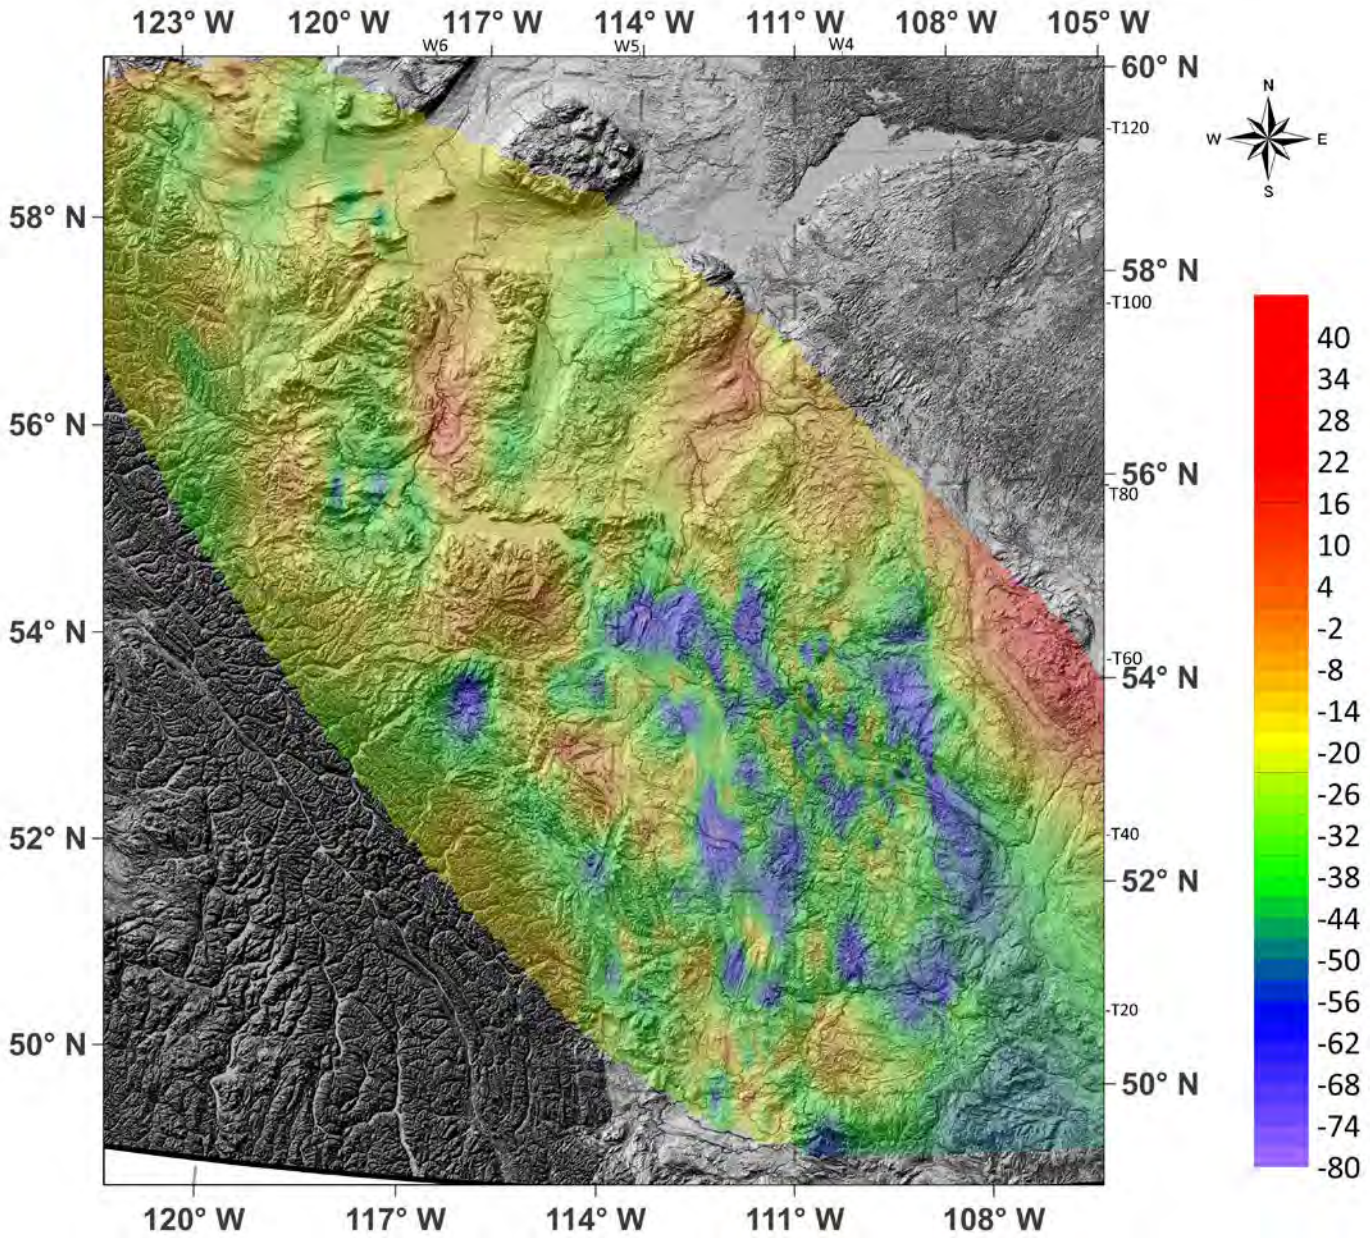 123° W 120° W 117° W 114° W 111° W 108° W 105° W
W6 W5 W4
60° N
N
W E
S
-T120
58° N
58° N
-T100
56° N
56° N
T80
54° N
-T60
54° N
52° N
-T40
52° N
-T20
50° N
50° N
40
34
28
22
16
10
4
-2
-8
-14
-20
-26
-32
-38
-44
-50
-56
-62
-68
-74
-80
120° W 117° W 114° W 111° W 108° W